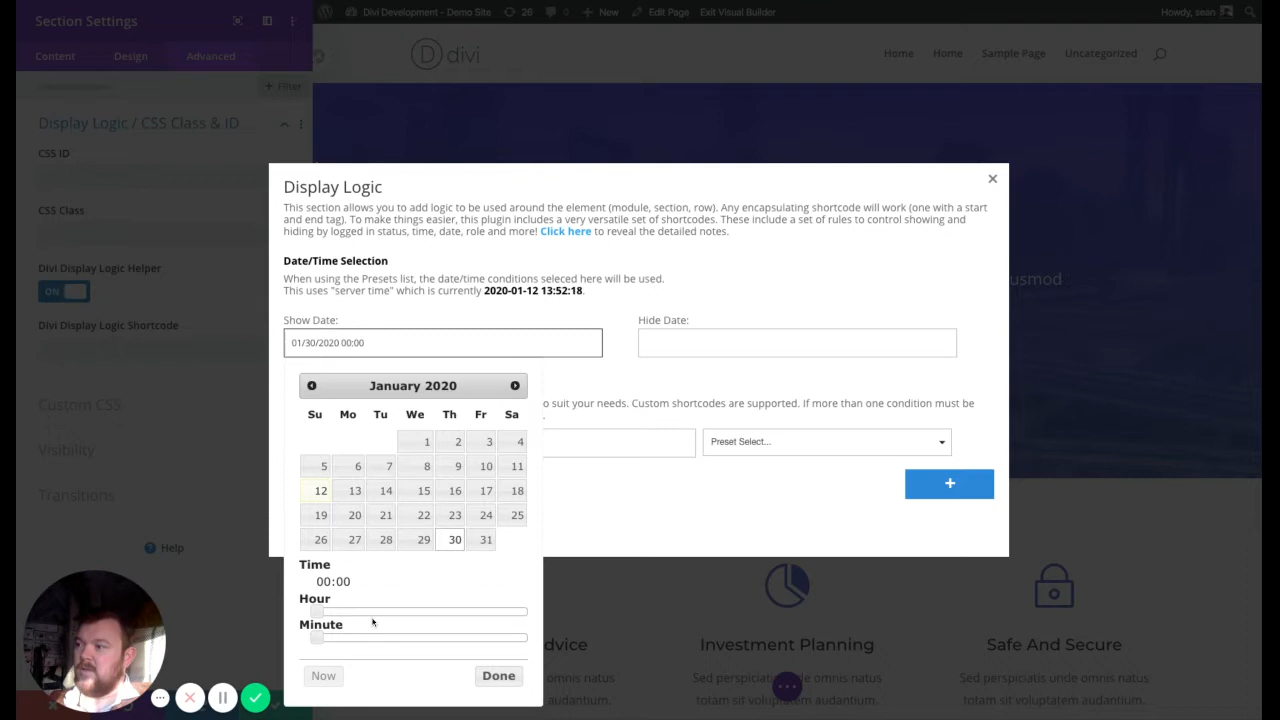 Section Settings
Divi Development - Demo Site
26
0
New
Edit Page
Exit Visual Builder
Howdy, sean
Content
Design
Advanced
divi
Home
Home
Sample Page
Uncategorized
+ Filter
Display Logic / CSS Class & ID...
CSS ID
CSS Class
Divi Display Logic Helper
ON
Divi Display Logic Shortcode
Custom CSS
Visibility
Transitions
Help
usmod
Display Logic
×
This section allows you to add logic to be used around the element (module, section, row). Any encapsulating shortcode will work (one with a start
and end tag). To make things easier, this plugin includes a very versatile set of shortcodes. These include a set of rules to control showing and
hiding by logged in status, time, date, role and more! Click here to reveal the detailed notes.
Date/Time Selection
When using the Presets list, the date/time conditions seleced here will be used.
This uses "server time" which is currently 2020-01-12 13:52:18.
Show Date:
Hide Date:
01/30/2020 00:00
January 2020
Su Mo Tu We Th Fr Sa
1 2 3 4
5 6 7 8 9 10 11
12 13 14 15 16 17 18
19 20 21 22 23 24 25
26 27 28 29 30 31
Time
00:00
Hour
Minute
Now
Done
o suit your needs. Custom shortcodes are supported. If more than one condition must be
Preset Select...
+
dvice
Investment Planning
Safe And Secure
natus
Sed perspiciatis unde omnis natus
Sed perspiciatis unde omnis natus
totam sit voluptatem audantium.
totam sit voluptatem audantium.